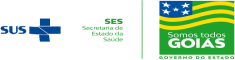 SUS
SES
Secretaria de
Estado da
Saúde
Somos todos
GOIÁS
GOVERNO DO ESTADO